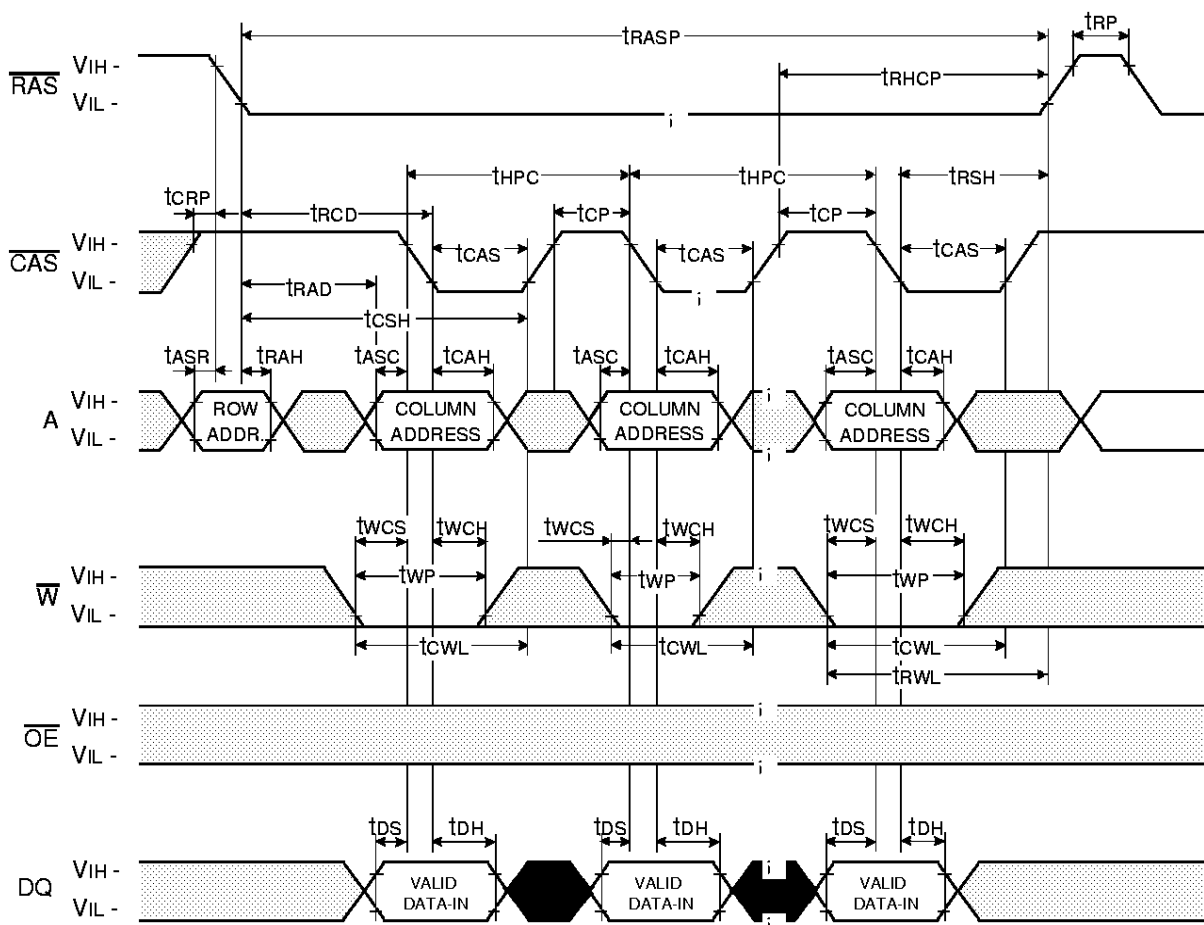 tRASP
tRP
RAS
VIH -
VIL -
tRHCP
tCRP
tHPC
tHPC
tRSH
tRCD
tCP
tCP
CAS
VIH -
VIL -
tCAS
tCAS
tCAS
tRAD
tCSH
tASR
tRAH
tASC
tCAH
tASC
tCAH
tASC
tCAH
A
VIH -
VIL -
ROW
ADDR.
COLUMN
ADDRESS
COLUMN
ADDRESS
COLUMN
ADDRESS
tWCS
tWCH
tWCS
tWCH
tWCS
tWCH
W
VIH -
VIL -
tWP
tWP
tWP
tCWL
tCWL
tCWL
tRWL
OE
VIH -
VIL -
tDS
tDH
tDS
tDH
tDS
tDH
DQ
VIH -
VIL -
VALID
DATA-IN
VALID
DATA-IN
VALID
DATA-IN